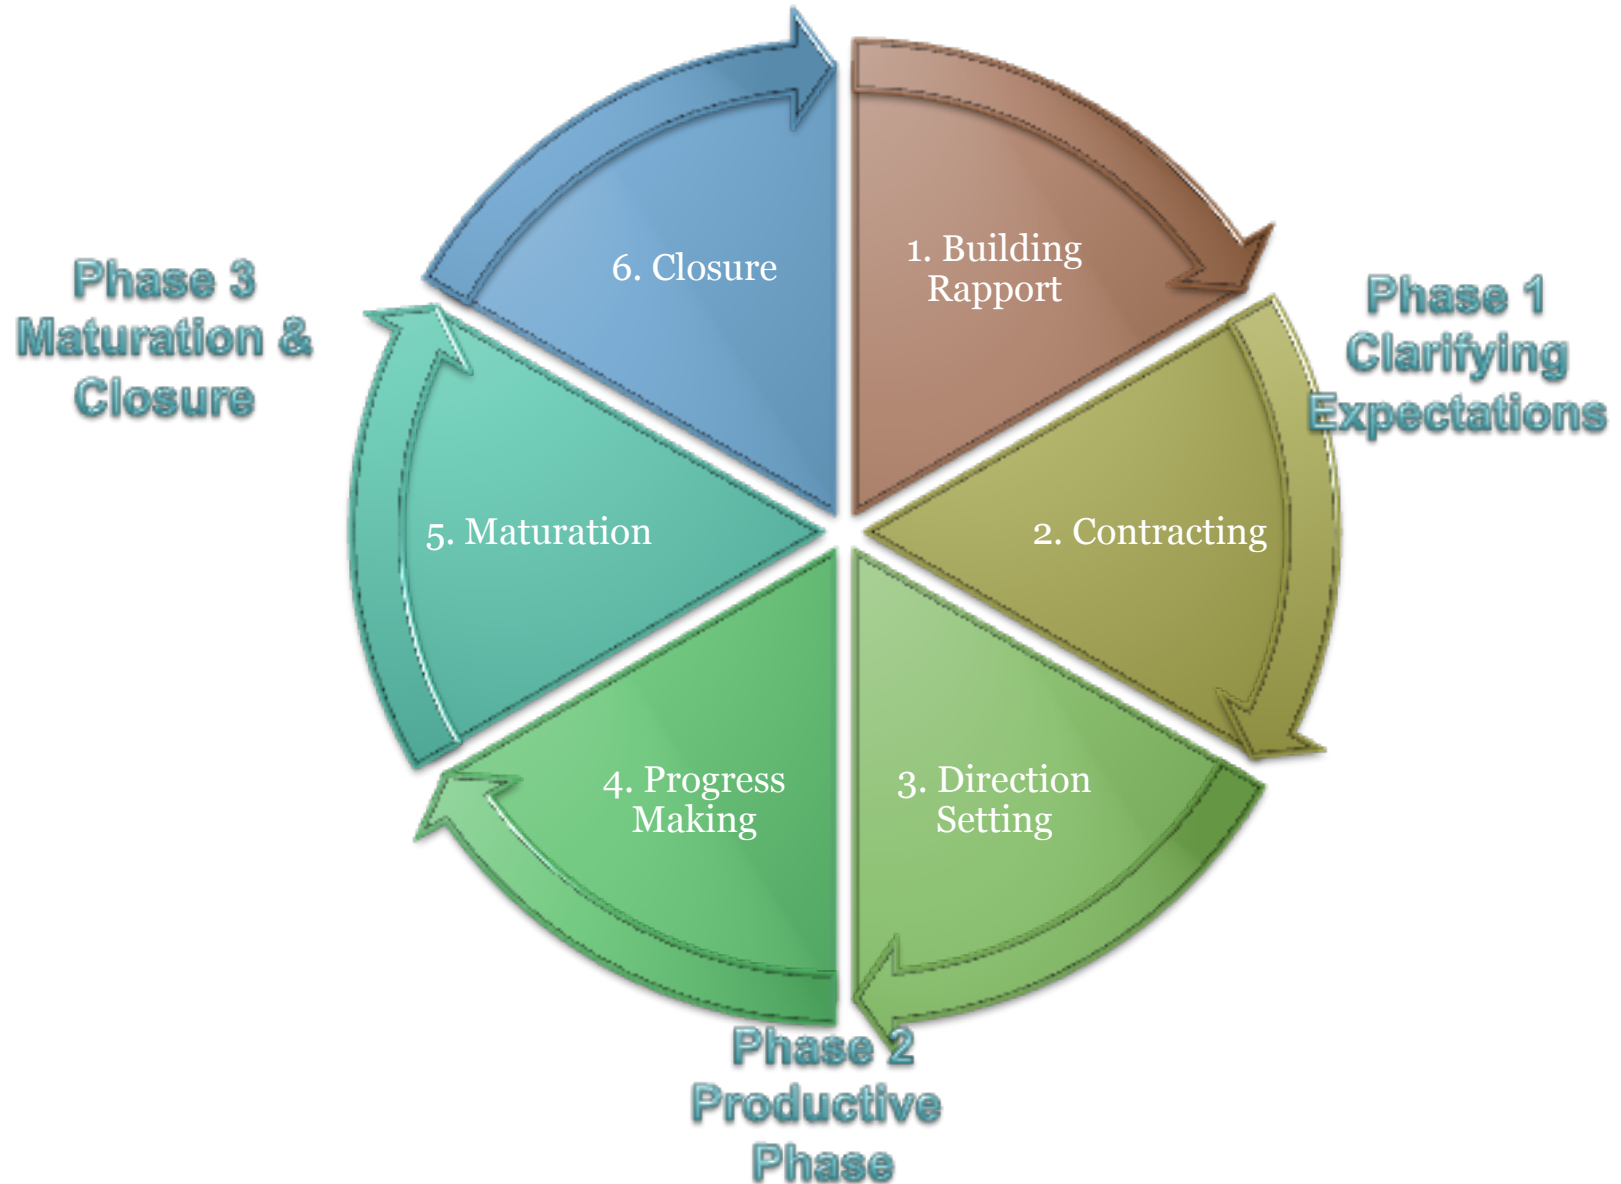 1. Building
Rapport
2. Contracting
3. Direction
Setting
4. Progress
Making
5. Maturation
6. Closure
Phase 1
Clarifying
Expectations
Phase 2
Productive
Phase
Phase 3
Maturation &
Closure